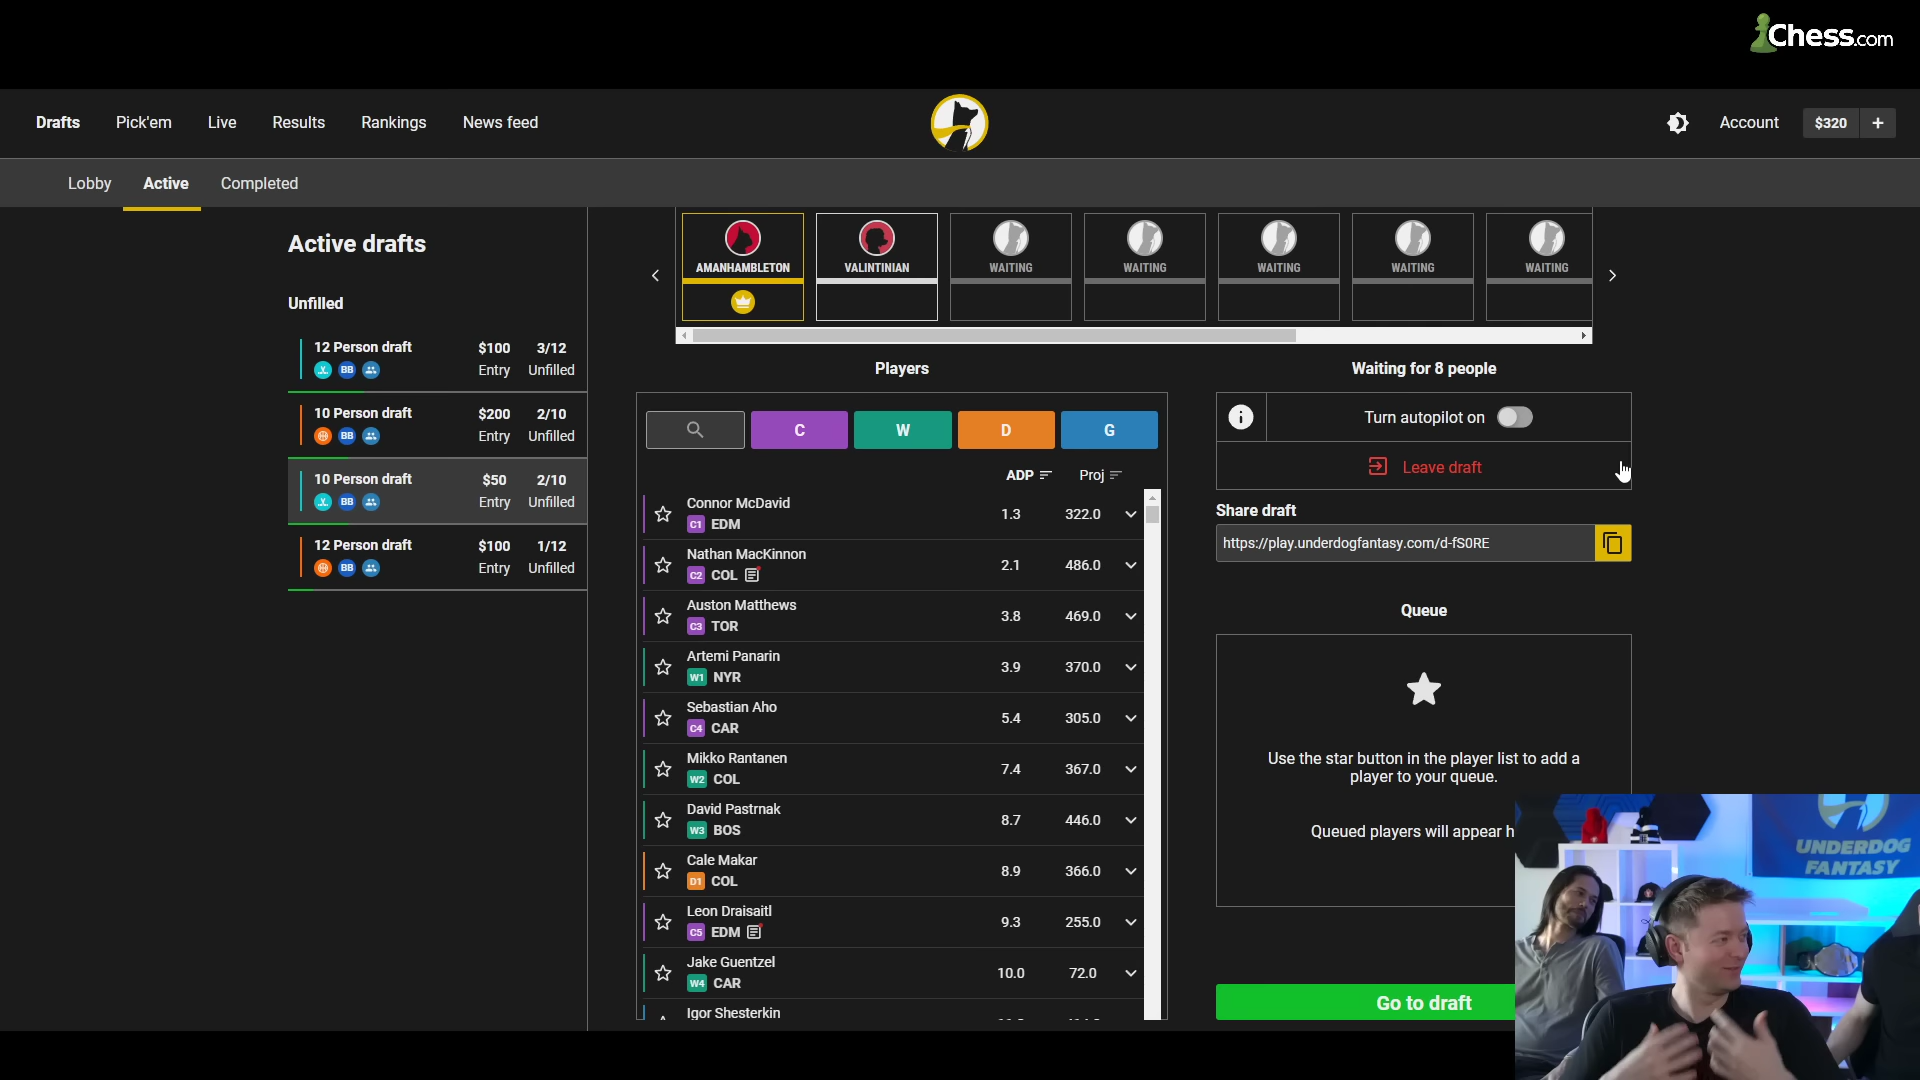 Chess.com
Drafts
Pick'em
Live
Results
Rankings
News feed
Account
$320
+
Lobby
Active
Completed
Active drafts
Unfilled
12 Person draft
$100
3/12
BB
Entry
Unfilled
10 Person draft
$200
2/10
BB
Entry
Unfilled
10 Person draft
$50
2/10
BB
Entry
Unfilled
12 Person draft
$100
1/12
BB
Entry
Unfilled
AMANHAMBLETON
VALINTINIAN
WAITING
WAITING
WAITING
WAITING
WAITING
Players
C
W
D
G
ADP
Proj
Connor McDavid
C1 EDM
1.3
322.0
Nathan MacKinnon
C2 COL
2.1
486.0
Auston Matthews
C3 TOR
3.8
469.0
Artemi Panarin
W1 NYR
3.9
370.0
Sebastian Aho
C4 CAR
5.4
305.0
Mikko Rantanen
W2 COL
7.4
367.0
David Pastrnak
W3 BOS
8.7
446.0
Cale Makar
D1 COL
8.9
366.0
Leon Draisaitl
C5 EDM
9.3
255.0
Jake Guentzel
W4 CAR
10.0
72.0
Igor Shesterkin
Waiting for 8 people
Turn autopilot on
Leave draft
Share draft
https://play.underdogfantasy.com/d-fS0RE
Queue
Use the star button in the player list to add a
player to your queue.
Queued players will appear h
Go to draft
UNDERDOG
FANTASY